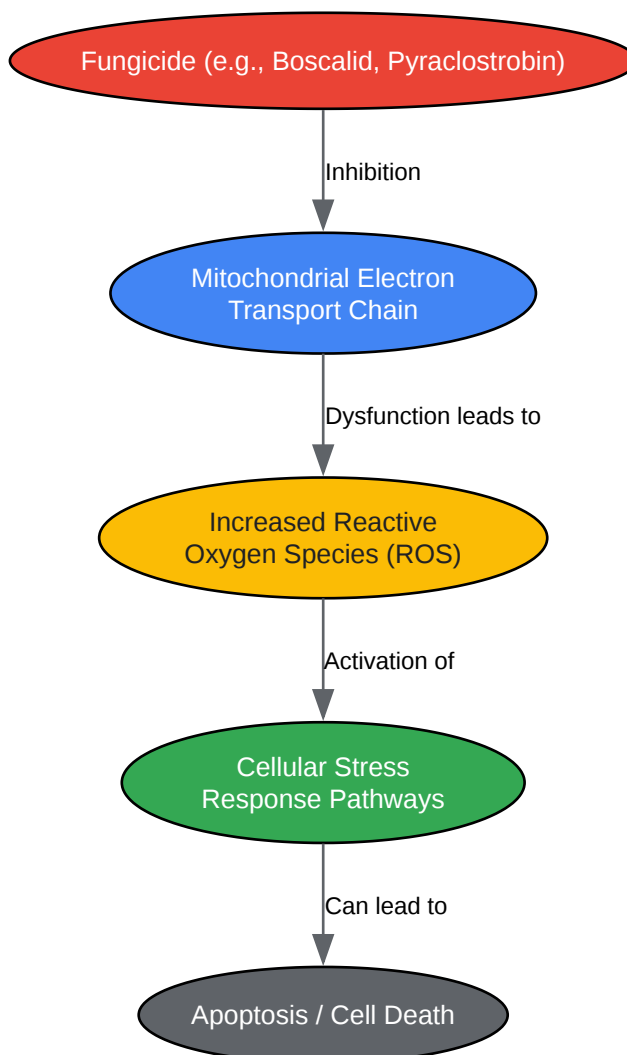 Fungicide (e.g., Boscalid, Pyraclostrobin)
Inhibition
Mitochondrial Electron
Transport Chain
Dysfunction leads to
Increased Reactive
Oxygen Species (ROS)
Activation of
Cellular Stress
Response Pathways
Can lead to
Apoptosis / Cell Death